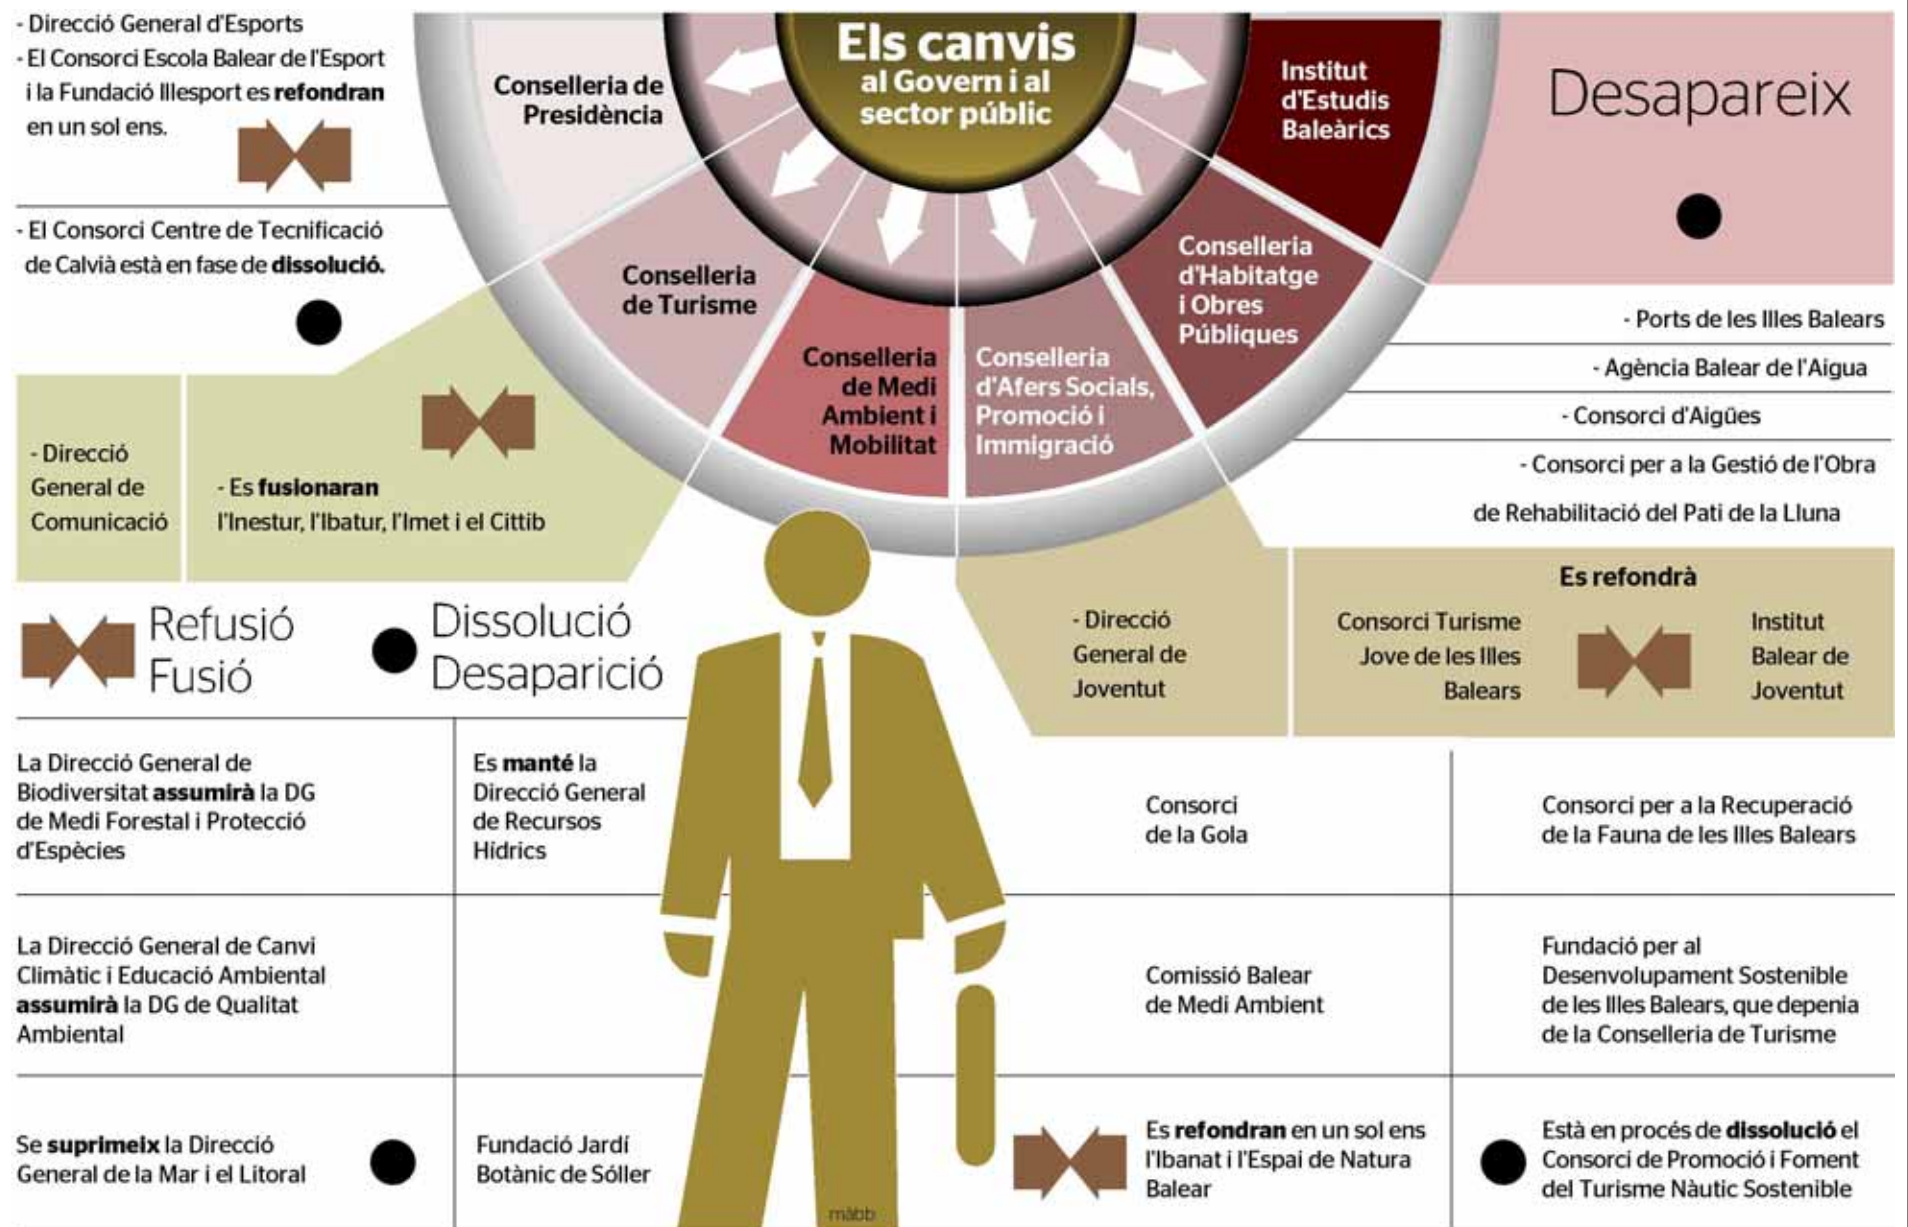 - Direcció General d'Esports
- El Consorci Escola Balear de l'Esport
i la Fundació Illesport es refondran
en un sol ens.
- El Consorci Centre de Tecnificació
de Calvià està en fase de dissolució.
Els canvis
al Govern i al
sector públic
Conselleria de
Presidència
Conselleria
de Turisme
Conselleria
de Medi
Ambient i
Mobilitat
Conselleria
d'Afers Socials,
Promoció i
Immigració
Conselleria
d'Habitatge
i Obres
Públiques
Institut
d'Estudis
Baleàrics
Desapareix
- Ports de les Illes Balears
- Agència Balear de l'Aigua
- Consorci d'Aigües
- Consorci per a la Gestió de l'Obra
de Rehabilitació del Pati de la Lluna
- Direcció
General de
Comunicació
- Es fusionaran
l'Inestur, l'Ibatur, l'Imet i el Cittib
- Direcció
General de
Joventut
Es refondrà
Consorci Turisme
Jove de les Illes
Balears
Institut
Balear de
Joventut
Refusió
Fusió
Dissolució
Desaparició
La Direcció General de
Biodiversitat assumirà la DG
de Medi Forestal i Protecció
d'Espècies
Es manté la
Direcció General
de Recursos
Hídrics
Consorci
de la Gola
Consorci per a la Recuperació
de la Fauna de les Illes Balears
La Direcció General de Canvi
Climàtic i Educació Ambiental
assumirà la DG de Qualitat
Ambiental
Comissió Balear
de Medi Ambient
Fundació per al
Desenvolupament Sostenible
de les Illes Balears, que depenia
de la Conselleria de Turisme
Se suprimeix la Direcció
General de la Mar i el Litoral
Fundació Jardí
Botànic de Sóller
Es refondran en un sol ens
l'Ibanat i l'Espai de Natura
Balear
Està en procés de dissolució el
Consorci de Promoció i Foment
del Turisme Nàutic Sostenible
màbb